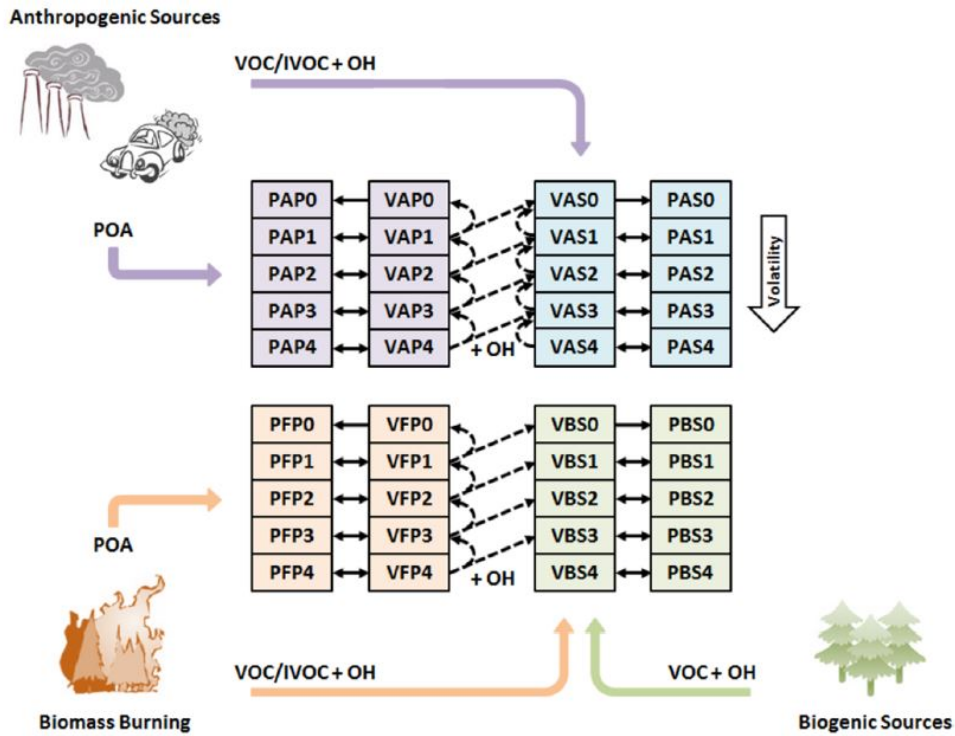 Anthropogenic Sources
VOC/IVOC + OH
POA
PAP0 VAP0 VAS0 PAS0
PAP1 VAP1 VAS1 PAS1
PAP2 VAP2 VAS2 PAS2
PAP3 VAP3 VAS3 PAS3
PAP4 VAP4 + OH VAS4 PAS4
Volatility
PFP0 VFP0 VBS0 PBS0
PFP1 VFP1 VBS1 PBS1
PFP2 VFP2 VBS2 PBS2
PFP3 VFP3 VBS3 PBS3
PFP4 VFP4 + OH VBS4 PBS4
POA
VOC/IVOC + OH
VOC + OH
Biomass Burning
Biogenic Sources